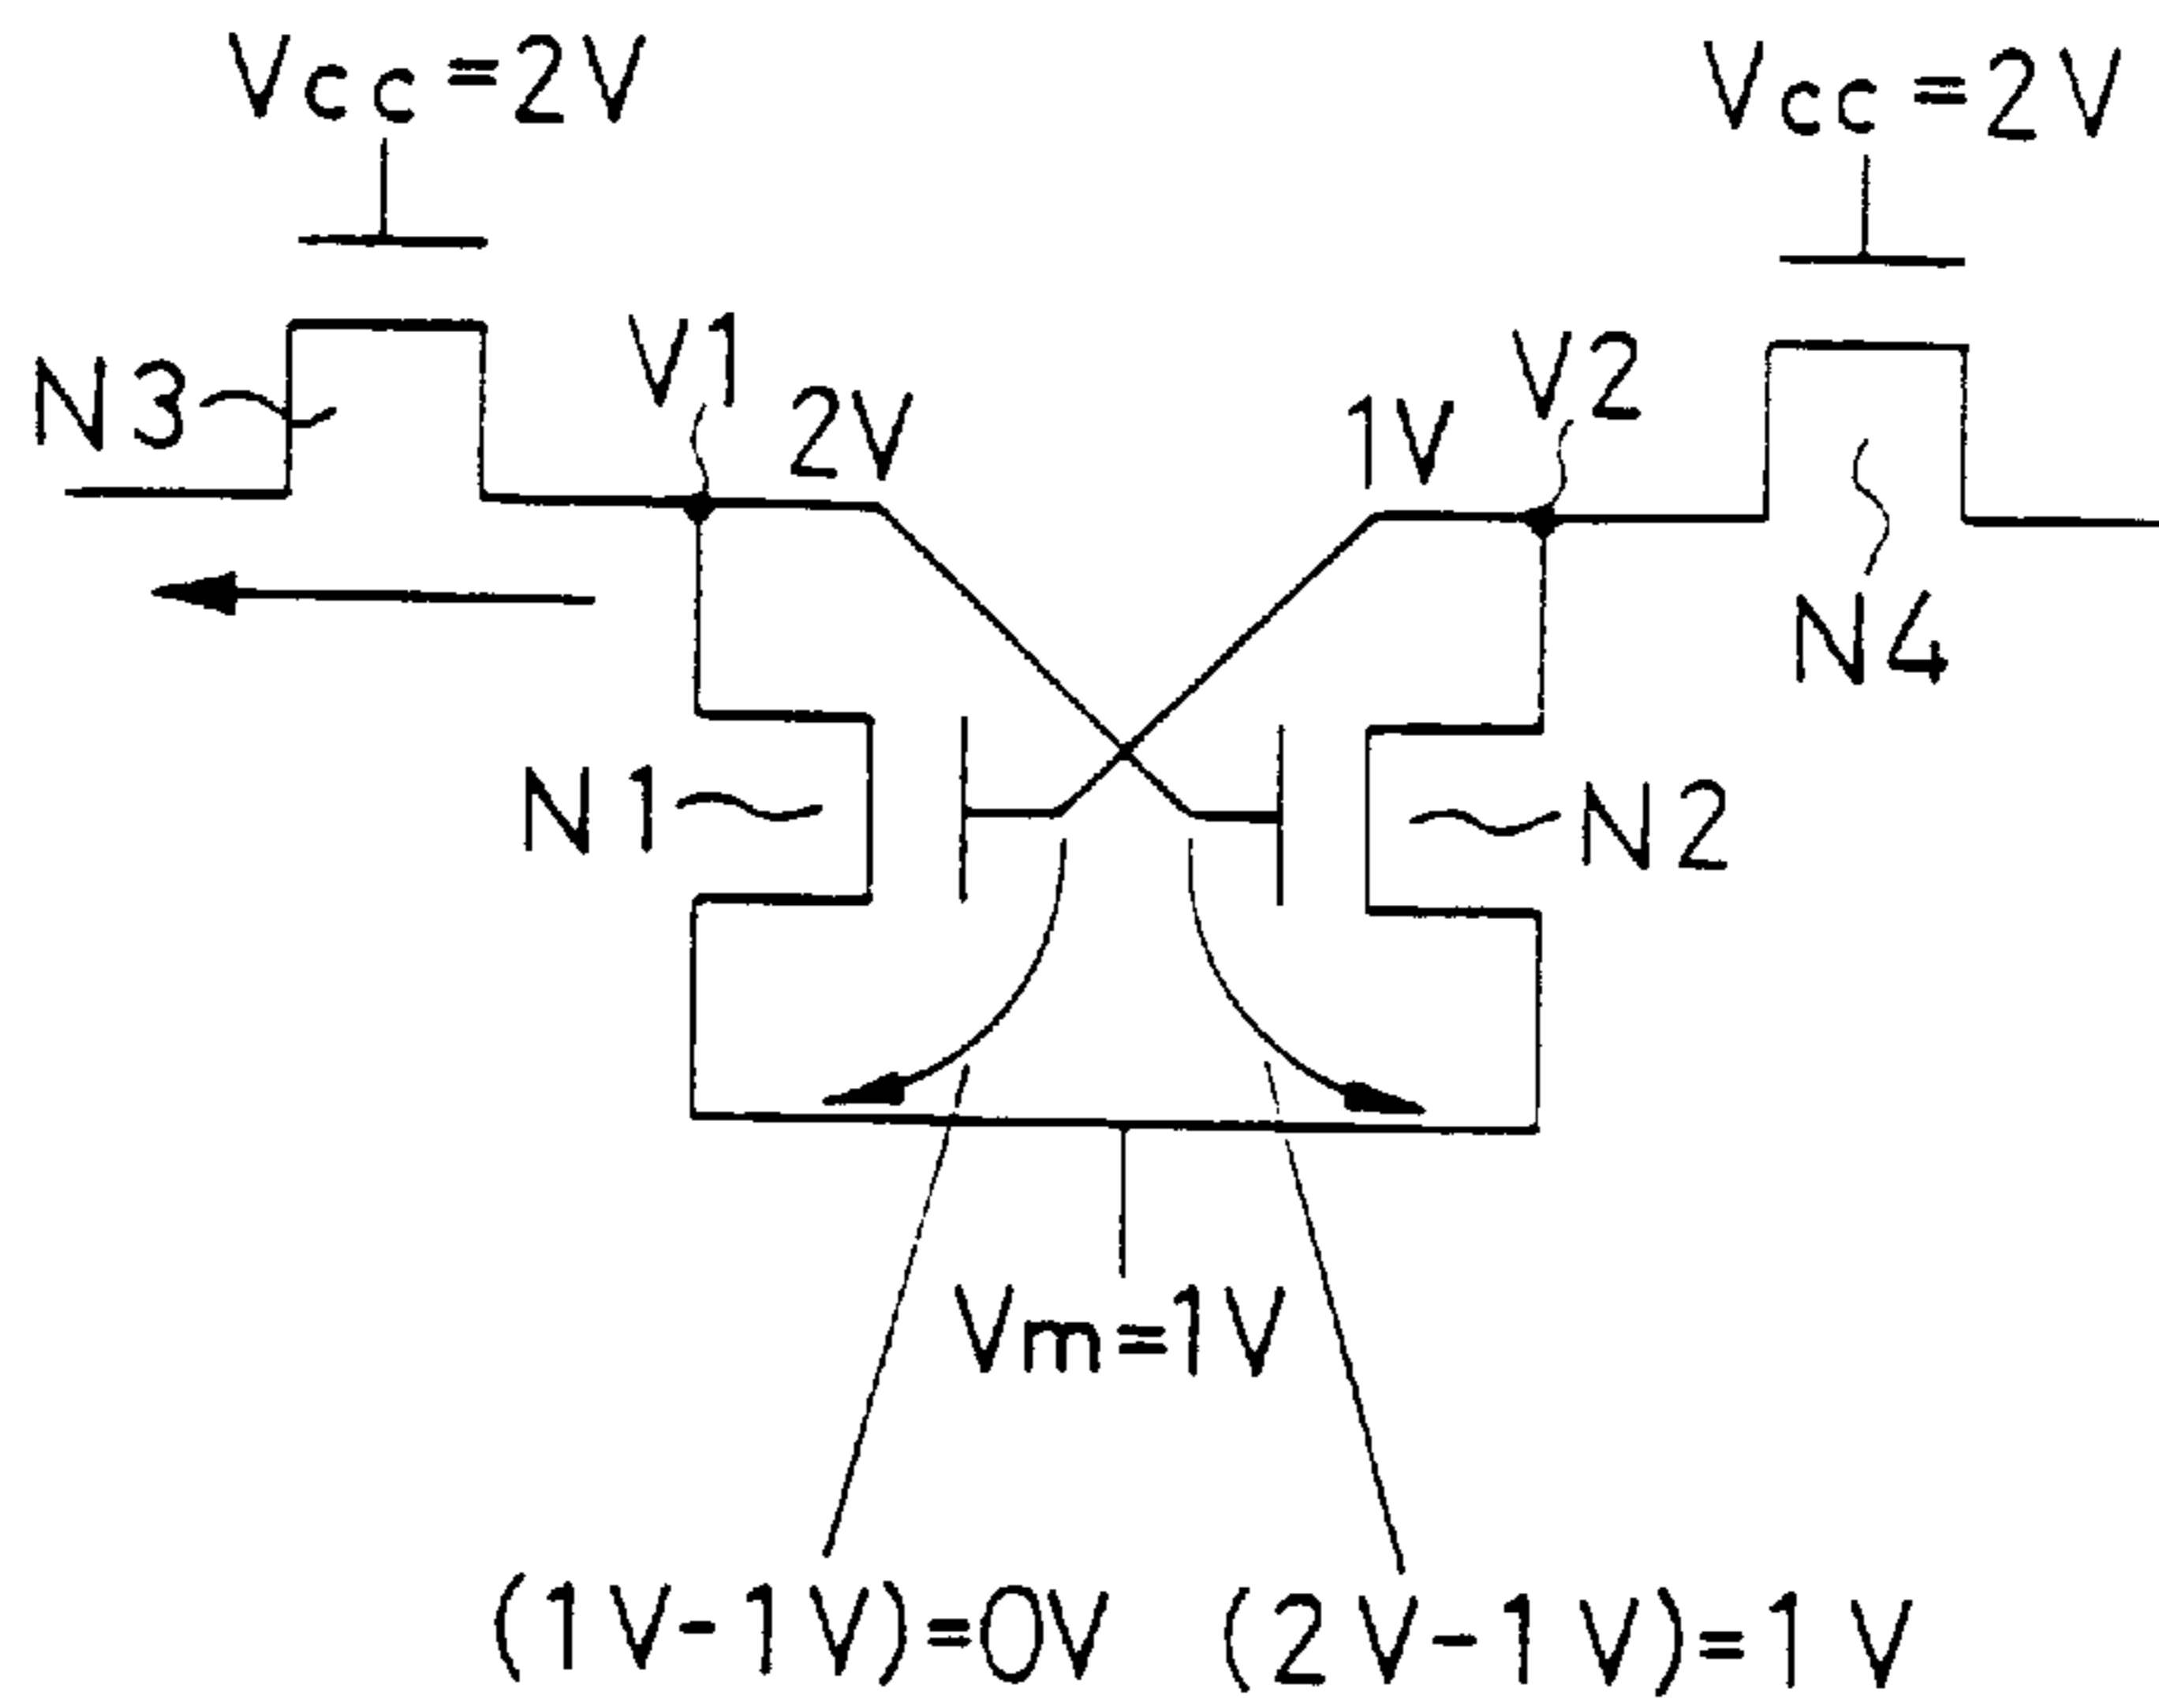 Vcc=2V
Vcc=2V
V1
V2
N3
2V
1V
N4
N1
N2
Vm=1V
(1V-1V)=0V
(2V-1V)=1V